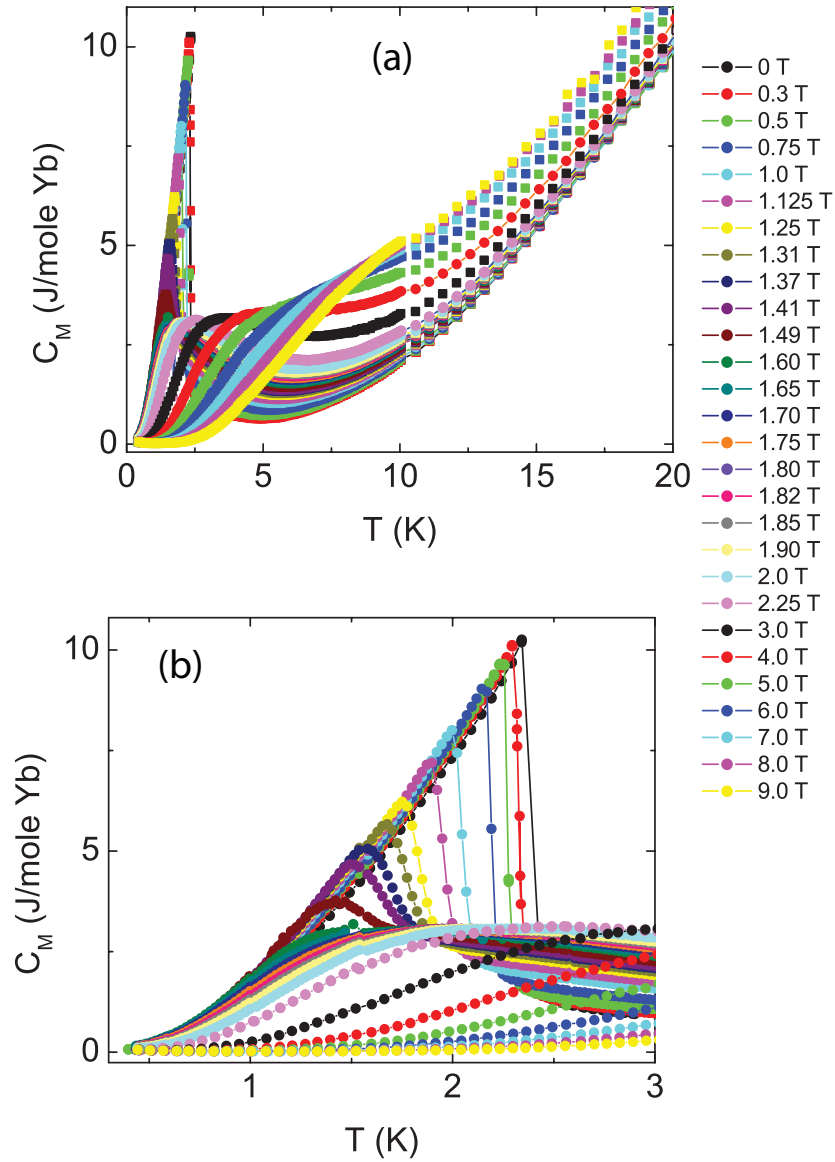 (a)
C_M (J/mole Yb)
10
5
0
0 5 10 15 20
T (K)
0 T
0.3 T
0.5 T
0.75 T
1.0 T
1.125 T
1.25 T
1.31 T
1.37 T
1.41 T
1.49 T
1.60 T
1.65 T
1.70 T
1.75 T
1.80 T
1.82 T
1.85 T
1.90 T
2.0 T
2.25 T
3.0 T
4.0 T
5.0 T
6.0 T
7.0 T
8.0 T
9.0 T
(b)
C_M (J/mole Yb)
10
5
0
1 2 3
T (K)